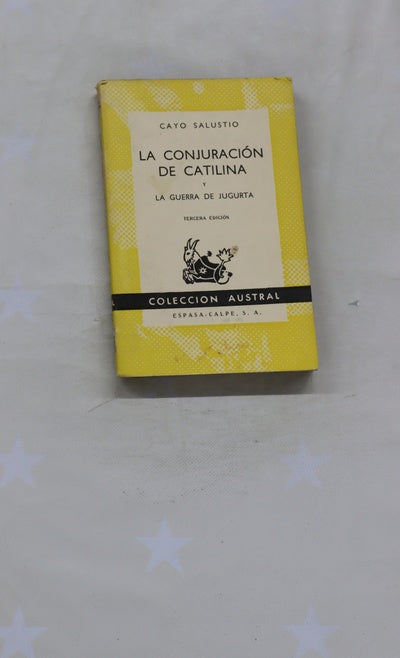 CAYO SALUSTIO
LA CONJURACIÓN
DE CATILINA
Y
LA GUERRA DE JUGURTA
TERCERA EDICIÓN
COLECCION AUSTRAL
ESPASA-CALPE, S. A.